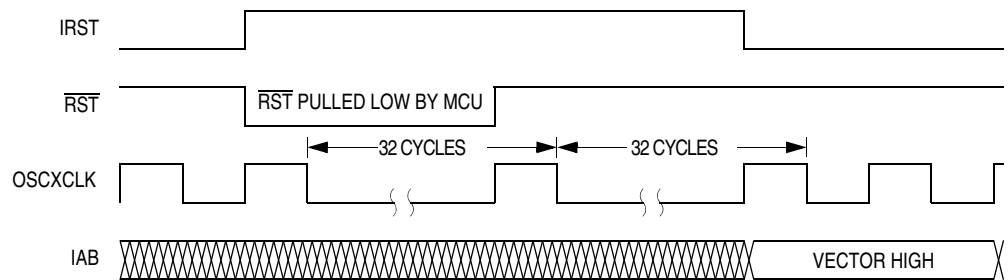 IRST
RST
RST PULLED LOW BY MCU
32 CYCLES
32 CYCLES
OSCXCLK
IAB
VECTOR HIGH